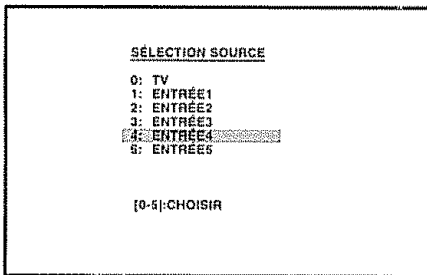 SÉLECTION SOURCE
0: TV
1: ENTRÉE1
2: ENTRÉE2
3: ENTRÉE3
4: ENTRÉE4
5: ENTRÉE5
[0-5]:CHOISIR